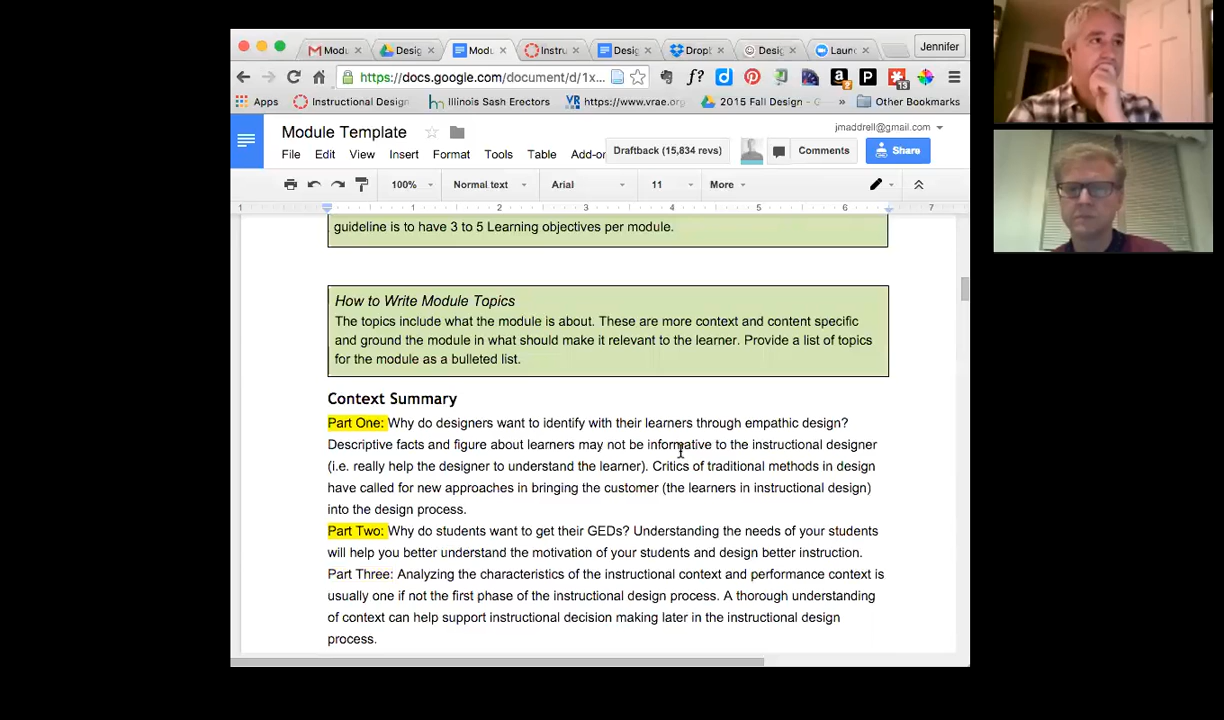 Modu
Desig
Modu
Instru
Desig
Dropb
Desig
Laun
Jennifer
https://docs.google.com/document/d/1x...
f?
13
Apps
Instructional Design
Illinois Sash Erectors
VR https://www.vrae.org
2015 Fall Design - G
»
Other Bookmarks
Module Template
jmaddrell@gmail.com
File Edit View Insert Format Tools Table Add-on
Draftback (15,834 revs)
Comments
Share
100%
Normal text
Arial
11
More
1 1 2 3 4 5 6 7
guideline is to have 3 to 5 Learning objectives per module.
How to Write Module Topics
The topics include what the module is about. These are more context and content specific
and ground the module in what should make it relevant to the learner. Provide a list of topics
for the module as a bulleted list.
Context Summary
Part One: Why do designers want to identify with their learners through empathic design?
Descriptive facts and figure about learners may not be informative to the instructional designer
(i.e. really help the designer to understand the learner). Critics of traditional methods in design
have called for new approaches in bringing the customer (the learners in instructional design)
into the design process.
Part Two: Why do students want to get their GEDs? Understanding the needs of your students
will help you better understand the motivation of your students and design better instruction.
Part Three: Analyzing the characteristics of the instructional context and performance context is
usually one if not the first phase of the instructional design process. A thorough understanding
of context can help support instructional decision making later in the instructional design
process.